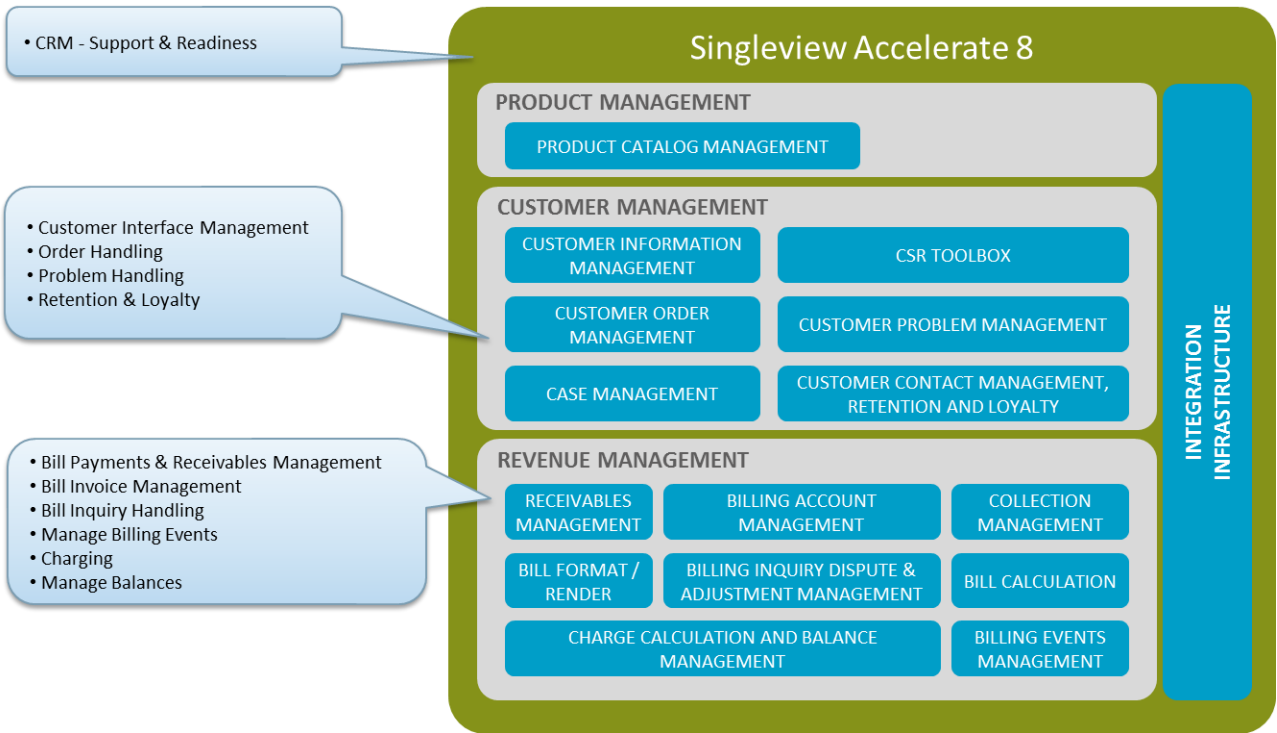 • CRM - Support & Readiness
Singleview Accelerate 8
PRODUCT MANAGEMENT
PRODUCT CATALOG MANAGEMENT
• Customer Interface Management
• Order Handling
• Problem Handling
• Retention & Loyalty
CUSTOMER MANAGEMENT
CUSTOMER INFORMATION
MANAGEMENT
CSR TOOLBOX
CUSTOMER ORDER
MANAGEMENT
CUSTOMER PROBLEM MANAGEMENT
CASE MANAGEMENT
CUSTOMER CONTACT MANAGEMENT,
RETENTION AND LOYALTY
• Bill Payments & Receivables Management
• Bill Invoice Management
• Bill Inquiry Handling
• Manage Billing Events
• Charging
• Manage Balances
REVENUE MANAGEMENT
RECEIVABLES
MANAGEMENT
BILLING ACCOUNT
MANAGEMENT
COLLECTION
MANAGEMENT
BILL FORMAT /
RENDER
BILLING INQUIRY DISPUTE &
ADJUSTMENT MANAGEMENT
BILL CALCULATION
CHARGE CALCULATION AND BALANCE
MANAGEMENT
BILLING EVENTS
MANAGEMENT
INTEGRATION
INFRASTRUCTURE